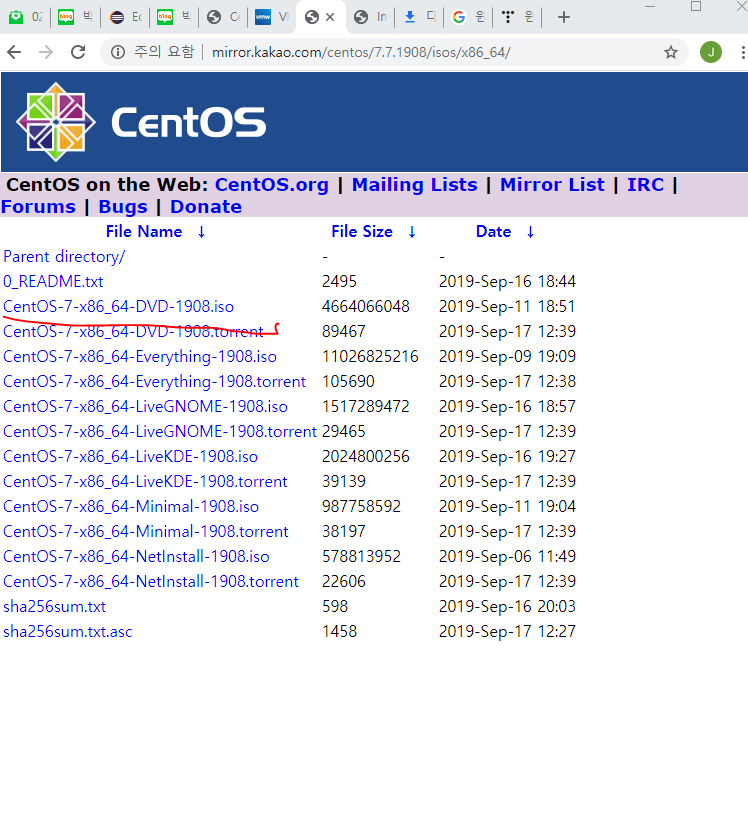 02
빅
Ec
빅
C
vmw VI
In
다
G 윈
윈
주의 요함 | mirror.kakao.com/centos/7.7.1908/isos/x86_64/ J
CentOS
CentOS on the Web: CentOS.org | Mailing Lists | Mirror List | IRC |
Forums | Bugs | Donate
File Name ↓ File Size ↓ Date ↓
Parent directory/ - -
0_README.txt 2495 2019-Sep-16 18:44
CentOS-7-x86_64-DVD-1908.iso 4664066048 2019-Sep-11 18:51
CentOS-7-x86_64-DVD-1908.torrent 89467 2019-Sep-17 12:39
CentOS-7-x86_64-Everything-1908.iso 11026825216 2019-Sep-09 19:09
CentOS-7-x86_64-Everything-1908.torrent 105690 2019-Sep-17 12:38
CentOS-7-x86_64-LiveGNOME-1908.iso 1517289472 2019-Sep-16 18:57
CentOS-7-x86_64-LiveGNOME-1908.torrent 29465 2019-Sep-17 12:39
CentOS-7-x86_64-LiveKDE-1908.iso 2024800256 2019-Sep-16 19:27
CentOS-7-x86_64-LiveKDE-1908.torrent 39139 2019-Sep-17 12:39
CentOS-7-x86_64-Minimal-1908.iso 987758592 2019-Sep-11 19:04
CentOS-7-x86_64-Minimal-1908.torrent 38197 2019-Sep-17 12:39
CentOS-7-x86_64-NetInstall-1908.iso 578813952 2019-Sep-06 11:49
CentOS-7-x86_64-NetInstall-1908.torrent 22606 2019-Sep-17 12:39
sha256sum.txt 598 2019-Sep-16 20:03
sha256sum.txt.asc 1458 2019-Sep-17 12:27